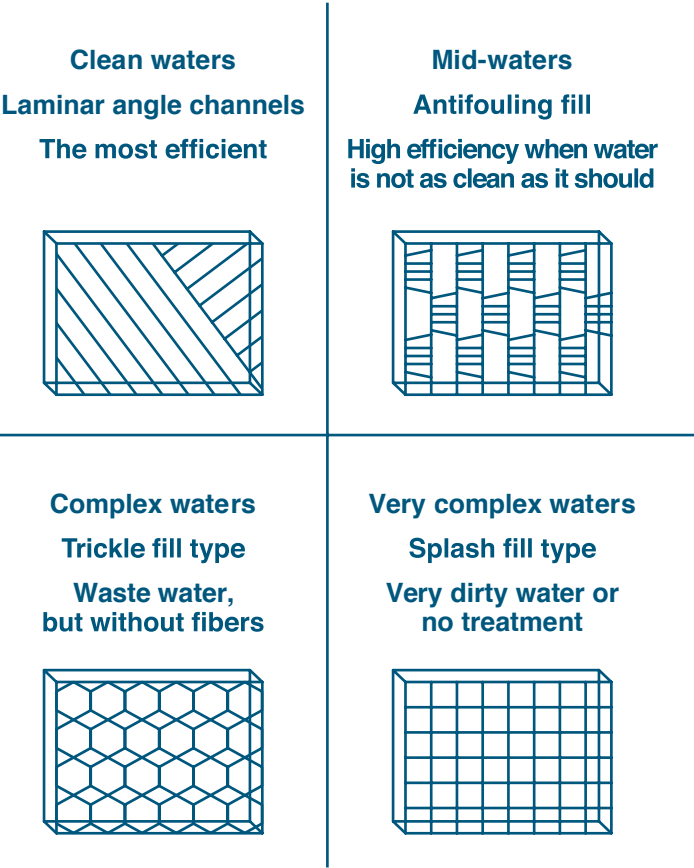 Clean waters
Laminar angle channels
The most efficient
Mid-waters
Antifouling fill
High efficiency when water
is not as clean as it should
Complex waters
Trickle fill type
Waste water,
but without fibers
Very complex waters
Splash fill type
Very dirty water or
no treatment